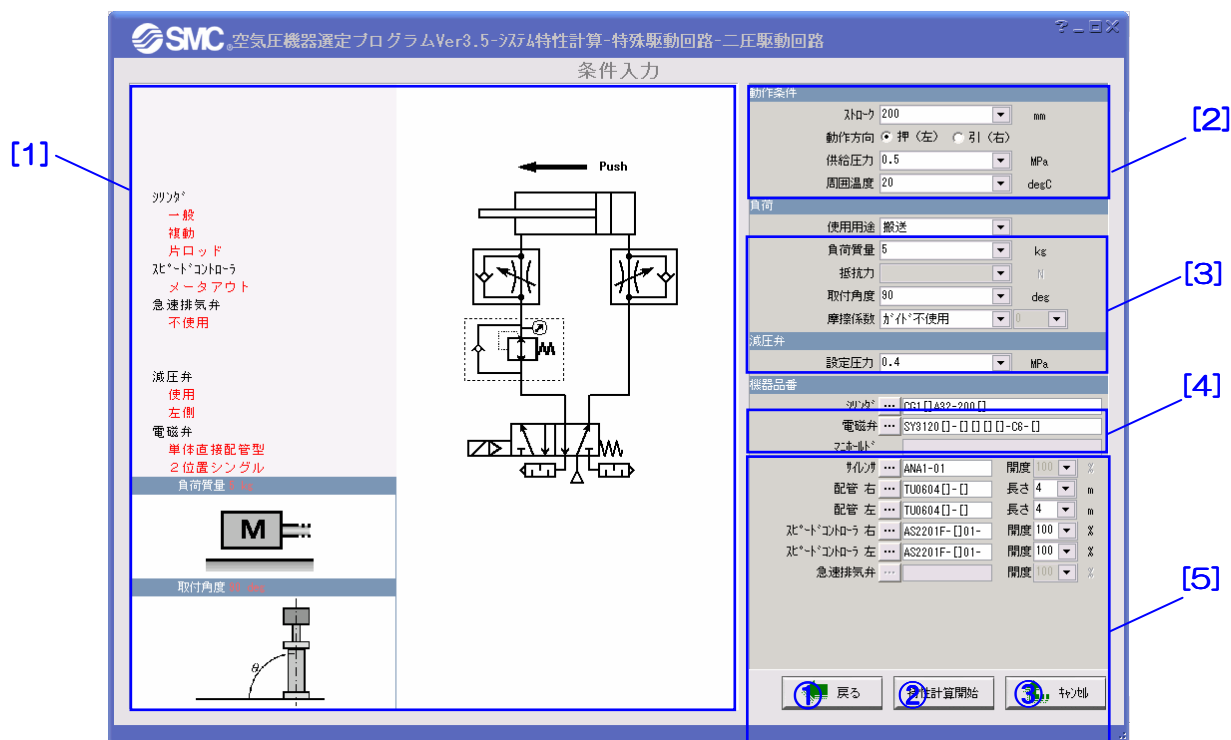 SMC®空気圧機器選定プログラムVer3.5-システム特性計算-特殊駆動回路-二圧駆動回路
条件入力
[1]
シリンダ
一般
複動
片ロッド
スピードコントローラ
メータアウト
急速排気弁
不使用
減圧弁
使用
左側
電磁弁
単体直接配管型
2位置シングル
負荷質量
M
取付角度
θ
Push
[2]
動作条件
ストローク 200 mm
動作方向 押(左) 引(右)
供給圧力 0.5 MPa
周囲温度 20 degC
負荷
使用用途 搬送
[3]
負荷質量 5 kg
抵抗力 N
取付角度 90 deg
摩擦係数 ガイド不使用 0
減圧弁
設定圧力 0.4 MPa
機器品番
[4]
シリンダ ... CG1[]A32-200[]
電磁弁 ... SY3120[]-[][][][]-C6-[]
マニホールド
[5]
サイレンサ ... ANA1-01 開度 100 %
配管 右 ... TU0604[]-[] 長さ 4 m
配管 左 ... TU0604[]-[] 長さ 4 m
スピードコントローラ 右 ... AS2201F-[]01- 開度 100 %
スピードコントローラ 左 ... AS2201F-[]01- 開度 100 %
急速排気弁 ... 開度 100 %
① 戻る ② 特性計算開始 ③ キャンセル